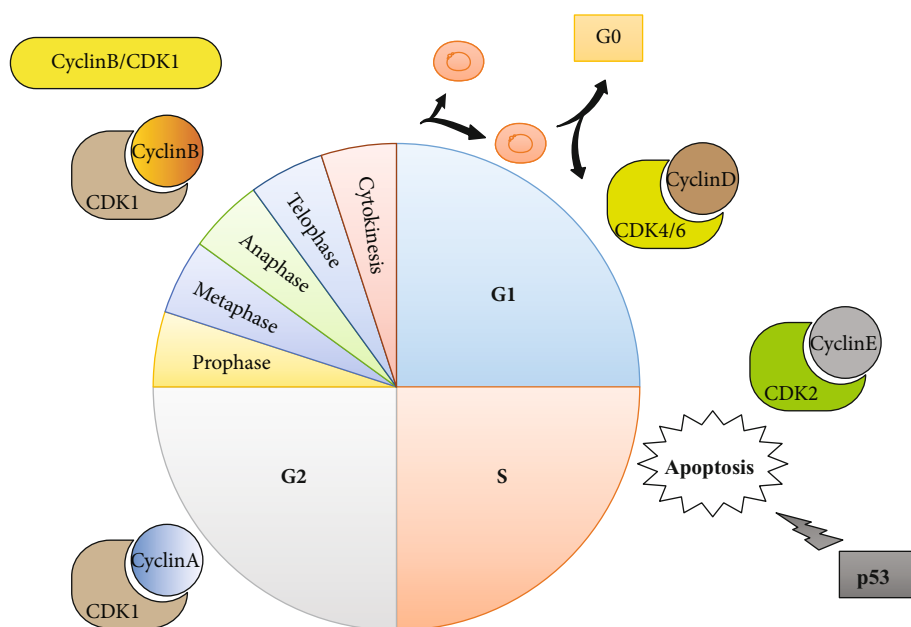 G0
CyclinB/CDK1
CyclinB
CDK1
CyclinD
CDK4/6
Cytokinesis
Telophase
Anaphase
Metaphase
Prophase
G1
CyclinE
CDK2
G2
S
Apoptosis
p53
CyclinA
CDK1